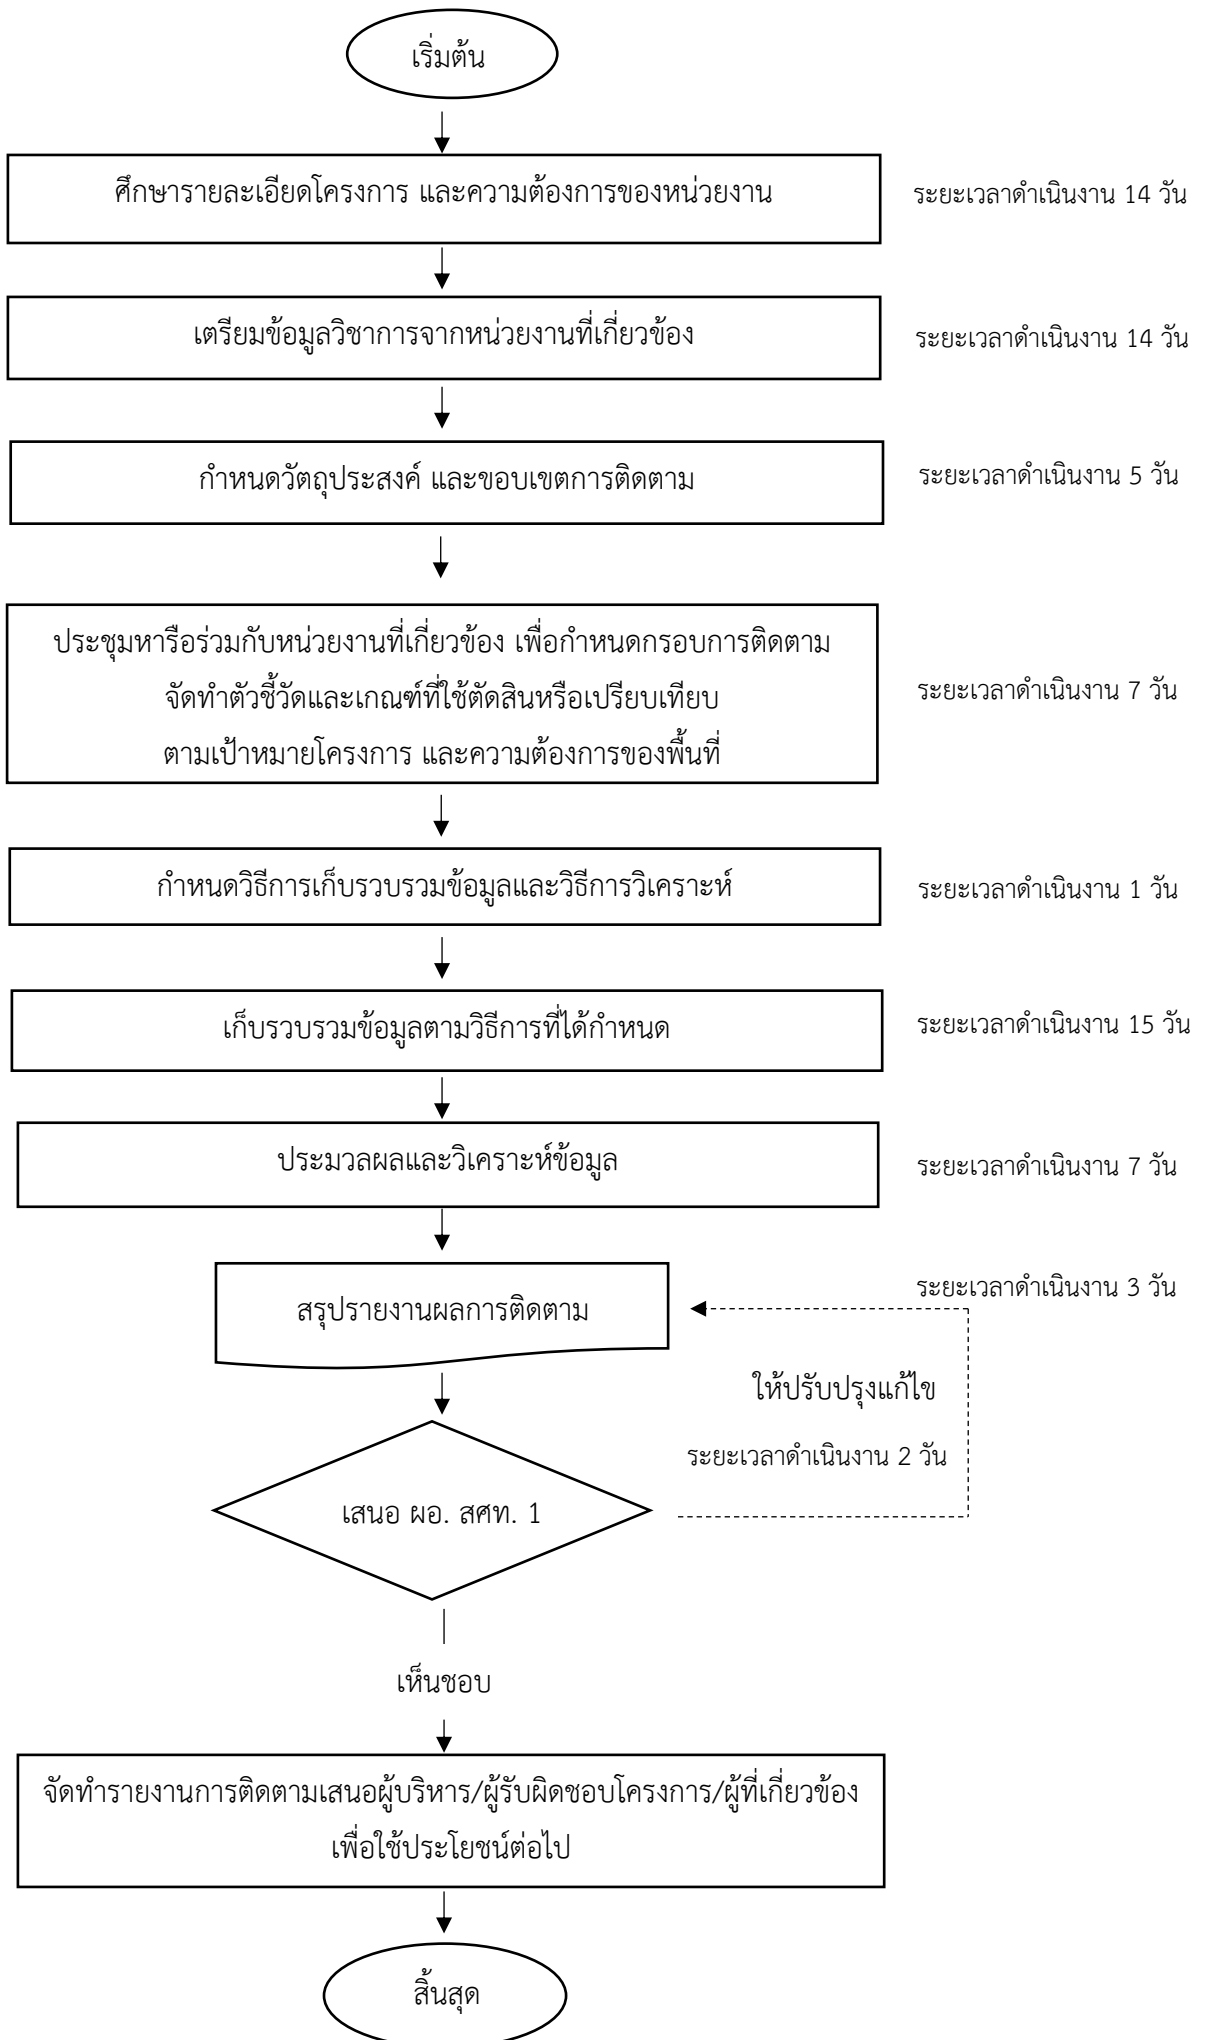 เริ่มต้น
ศึกษารายละเอียดโครงการ และความต้องการของหน่วยงาน
ระยะเวลาดำเนินงาน 14 วัน
เตรียมข้อมูลวิชาการจากหน่วยงานที่เกี่ยวข้อง
ระยะเวลาดำเนินงาน 14 วัน
กำหนดวัตถุประสงค์ และขอบเขตการติดตาม
ระยะเวลาดำเนินงาน 5 วัน
ประชุมหารือร่วมกับหน่วยงานที่เกี่ยวข้อง เพื่อกำหนดกรอบการติดตาม
จัดทำตัวชี้วัดและเกณฑ์ที่ใช้ตัดสินหรือเปรียบเทียบ
ตามเป้าหมายโครงการ และความต้องการของพื้นที่
ระยะเวลาดำเนินงาน 7 วัน
กำหนดวิธีการเก็บรวบรวมข้อมูลและวิธีการวิเคราะห์
ระยะเวลาดำเนินงาน 1 วัน
เก็บรวบรวมข้อมูลตามวิธีการที่ได้กำหนด
ระยะเวลาดำเนินงาน 15 วัน
ประมวลผลและวิเคราะห์ข้อมูล
ระยะเวลาดำเนินงาน 7 วัน
สรุปรายงานผลการติดตาม
ระยะเวลาดำเนินงาน 3 วัน
ให้ปรับปรุงแก้ไข
ระยะเวลาดำเนินงาน 2 วัน
เสนอ ผอ. สศท. 1
เห็นชอบ
จัดทำรายงานการติดตามเสนอผู้บริหาร/ผู้รับผิดชอบโครงการ/ผู้ที่เกี่ยวข้อง
เพื่อใช้ประโยชน์ต่อไป
สิ้นสุด